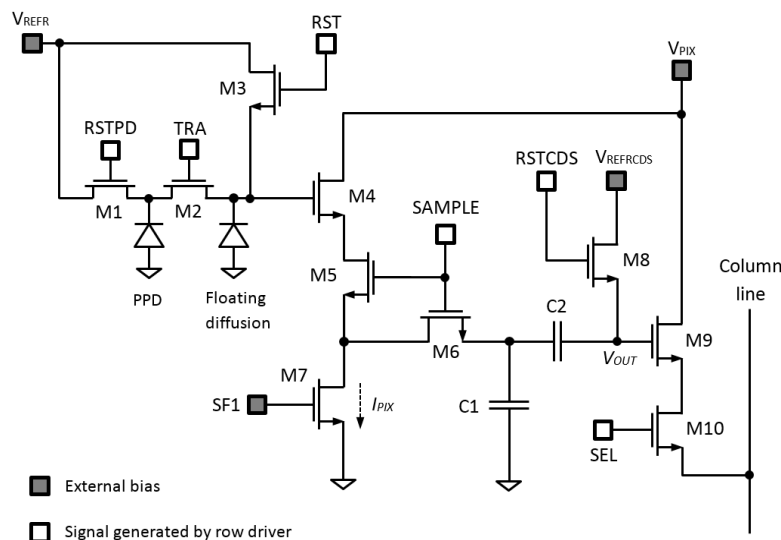 VREFR
RST
M3
VPIX
RSTPD
TRA
M1
M2
M4
RSTCDS
VREFRCDS
SAMPLE
M8
M5
Column
line
PPD
Floating
diffusion
C2
M6
VOUT
M9
M7
SF1
IPIX
C1
M10
SEL
External bias
Signal generated by row driver